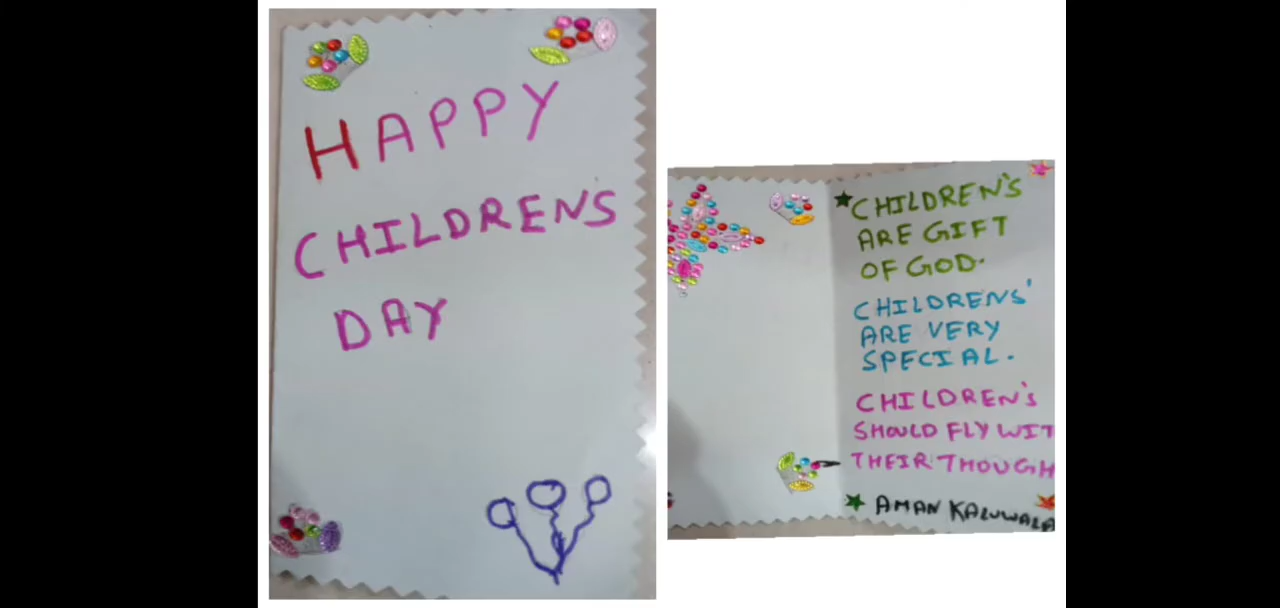 HAPPY
CHILDRENS
DAY
CHILDREN'S
ARE GIFT
OF GOD.
CHILDRENS'
ARE VERY
SPECIAL.
CHILDREN'S
SHOULD FLY WIT
THEIR THOUGH
AMAN KALUWALA